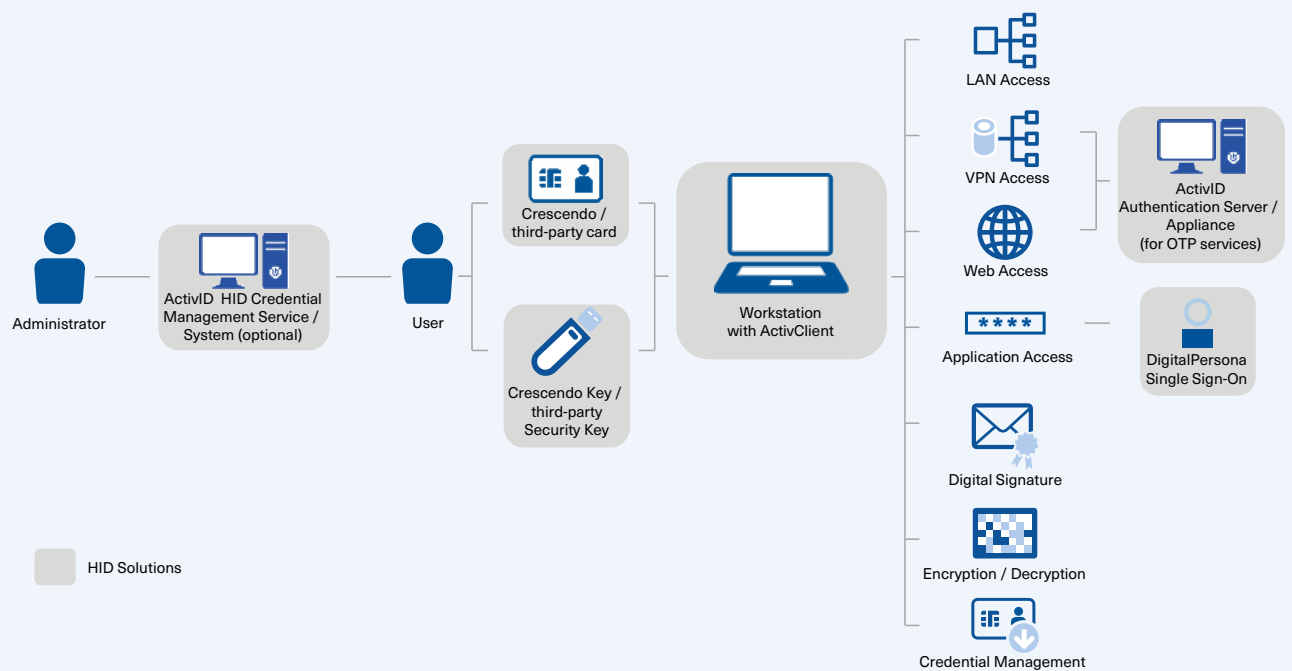 LAN Access
VPN Access
Web Access
****
Application Access
Digital Signature
Encryption / Decryption
Credential Management
ActivID
Authentication Server /
Appliance
(for OTP services)
DigitalPersona
Single Sign-On
Workstation
with ActivClient
Crescendo /
third-party card
Crescendo Key /
third-party
Security Key
User
ActivID  HID Credential
Management Service /
System (optional)
Administrator
HID Solutions